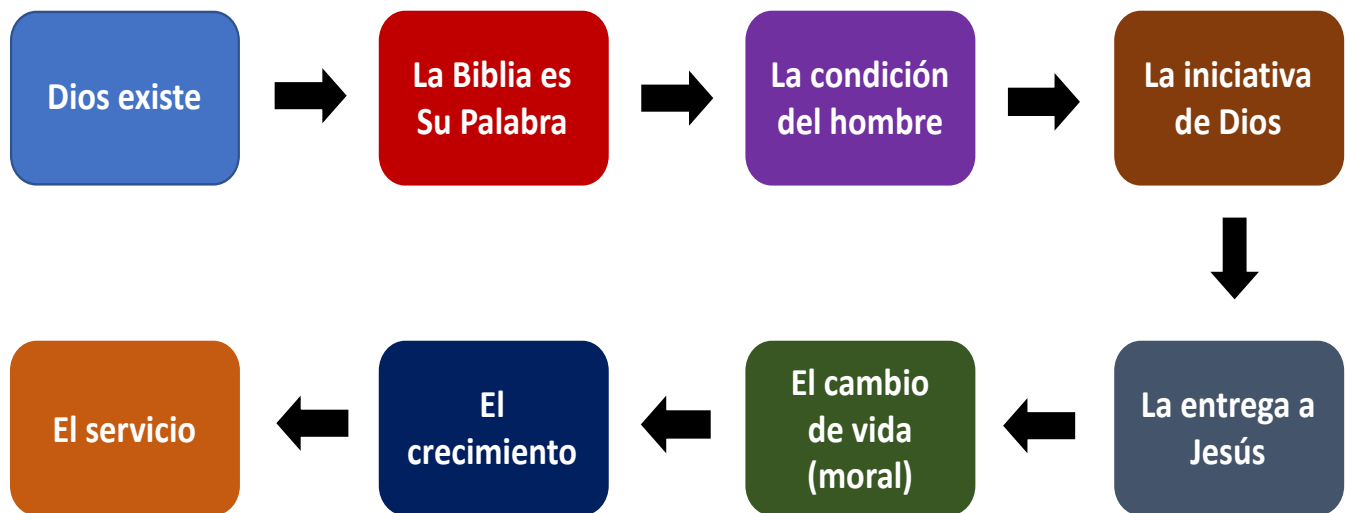 Dios existe
La Biblia es
Su Palabra
La condición
del hombre
La iniciativa
de Dios
La entrega a
Jesús
El cambio
de vida
(moral)
El
crecimiento
El servicio